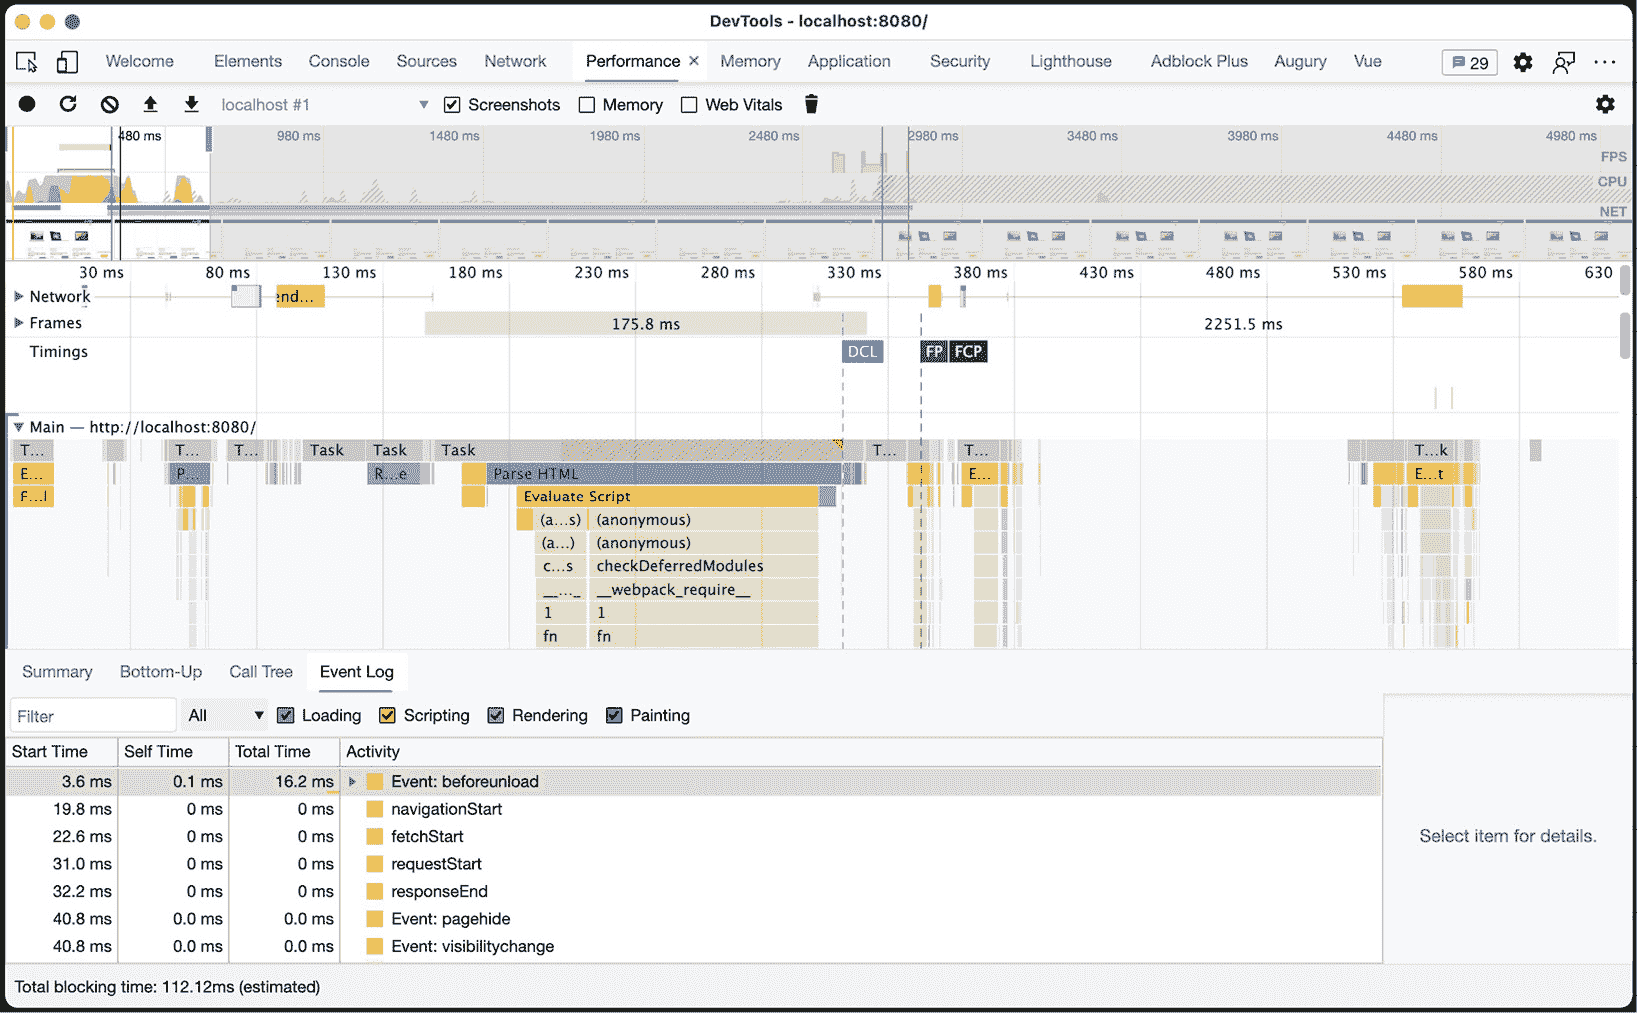 DevTools - localhost:8080/
Welcome Elements Console Sources Network Performance × Memory Application Security Lighthouse Adblock Plus Augury Vue 29
localhost #1 Screenshots Memory Web Vitals
480 ms 980 ms 1480 ms 1980 ms 2480 ms 2980 ms 3480 ms 3980 ms 4480 ms 4980 ms
FPS
CPU
NET
30 ms 80 ms 130 ms 180 ms 230 ms 280 ms 330 ms 380 ms 430 ms 480 ms 530 ms 580 ms 630
Network end...
Frames 175.8 ms 2251.5 ms
Timings DCL FP FCP
Main — http://localhost:8080/
T... T... T... Task Task Task T... T... T...k
E... P... R...e Parse HTML E... E...t
F...l Evaluate Script
(a...s) (anonymous)
(a...) (anonymous)
c...s checkDeferredModules
__..._ __webpack_require__
1 1
fn fn
Summary Bottom-Up Call Tree Event Log
Filter All Loading Scripting Rendering Painting
Start Time Self Time Total Time Activity
3.6 ms 0.1 ms 16.2 ms Event: beforeunload
19.8 ms 0 ms 0 ms navigationStart
22.6 ms 0 ms 0 ms fetchStart
31.0 ms 0 ms 0 ms requestStart
32.2 ms 0 ms 0 ms responseEnd
40.8 ms 0.0 ms 0.0 ms Event: pagehide
40.8 ms 0.0 ms 0.0 ms Event: visibilitychange
Select item for details.
Total blocking time: 112.12ms (estimated)